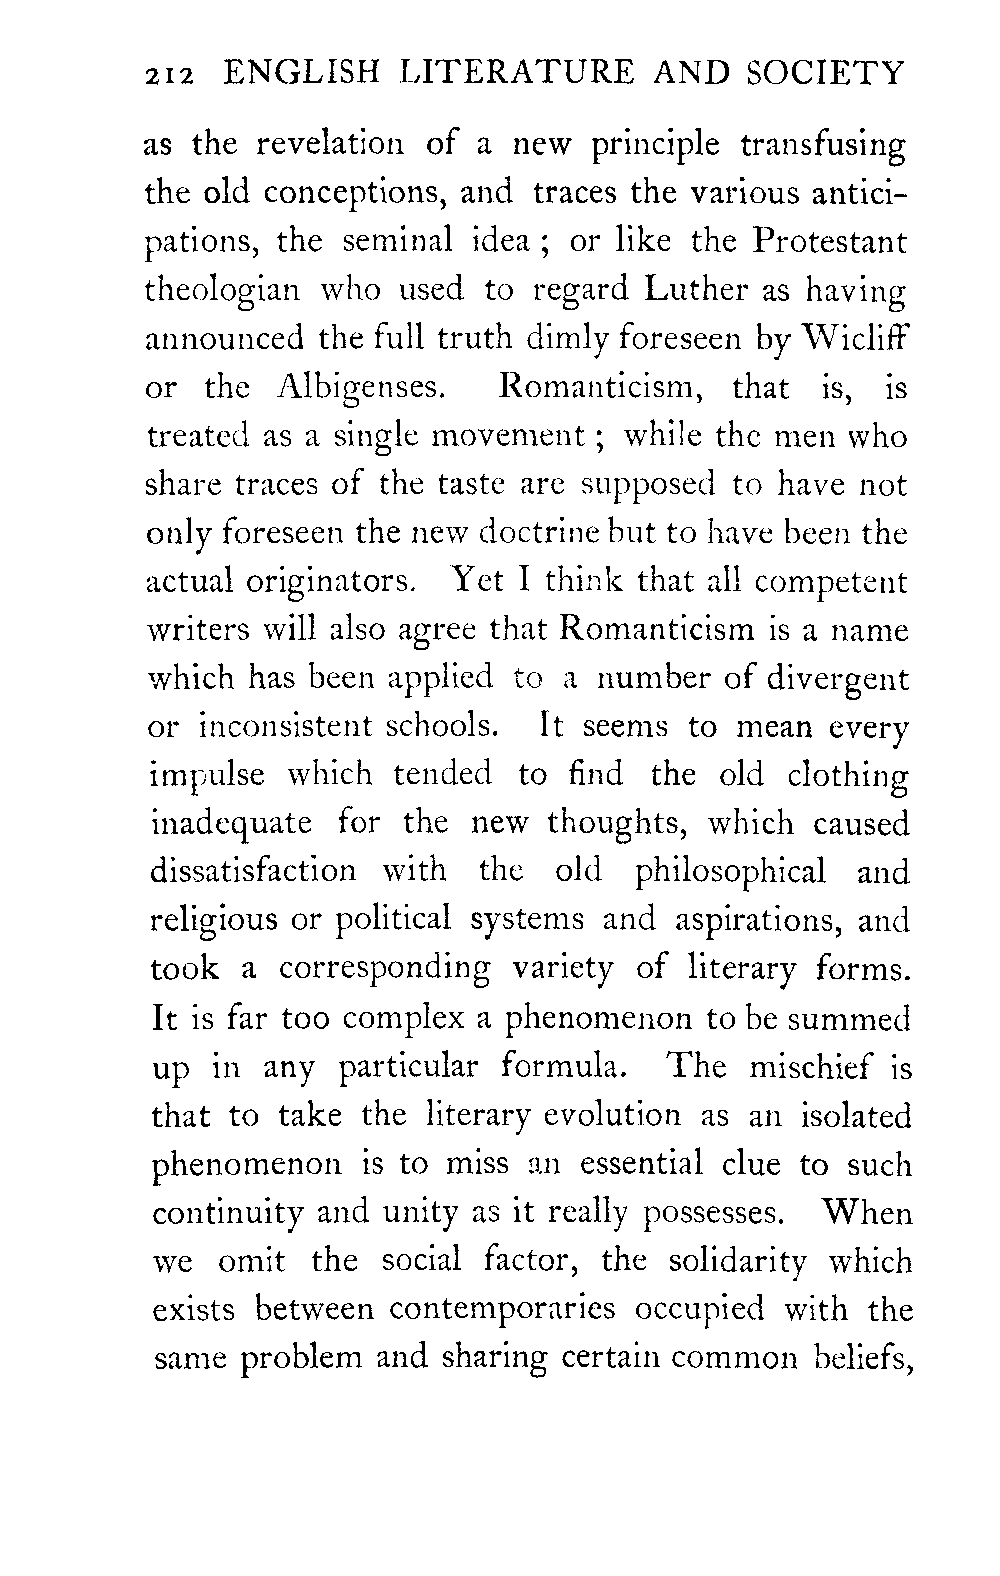 212 ENGLISH LITERATURE AND SOCIETY
as the revelation of a new principle transfusing
the old conceptions, and traces the various antici-
pations, the seminal idea ; or like the Protestant
theologian who used to regard Luther as having
announced the full truth dimly foreseen by Wicliff
or the Albigenses. Romanticism, that is, is
treated as a single movement ; while the men who
share traces of the taste are supposed to have not
only foreseen the new doctrine but to have been the
actual originators. Yet I think that all competent
writers will also agree that Romanticism is a name
which has been applied to a number of divergent
or inconsistent schools. It seems to mean every
impulse which tended to find the old clothing
inadequate for the new thoughts, which caused
dissatisfaction with the old philosophical and
religious or political systems and aspirations, and
took a corresponding variety of literary forms.
It is far too complex a phenomenon to be summed
up in any particular formula. The mischief is
that to take the literary evolution as an isolated
phenomenon is to miss an essential clue to such
continuity and unity as it really possesses. When
we omit the social factor, the solidarity which
exists between contemporaries occupied with the
same problem and sharing certain common beliefs,